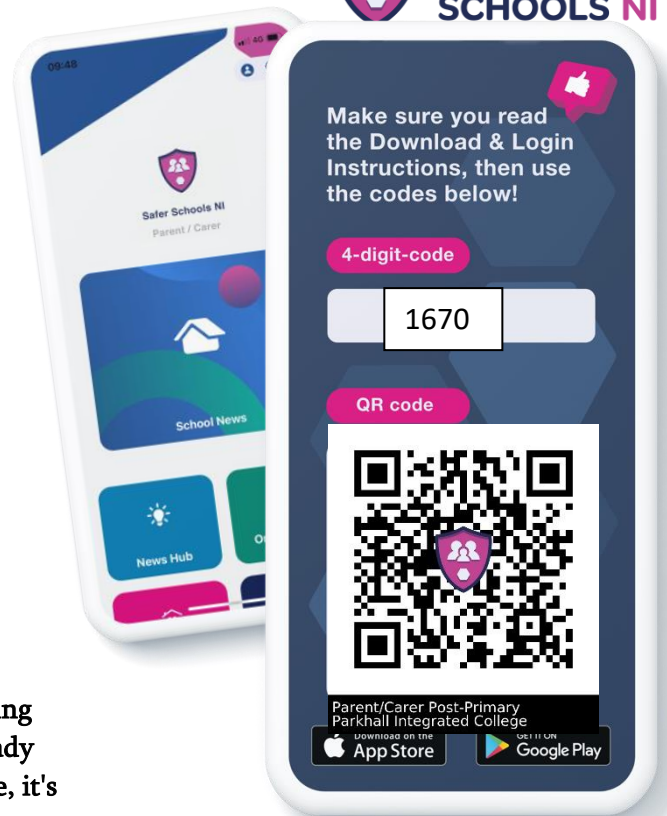 SCHOOLS NI
09:48
4G
Safer Schools NI
Parent / Carer
School News
News Hub
Make sure you read
the Download & Login
Instructions, then use
the codes below!
4-digit-code
1670
QR code
Parent/Carer Post-Primary
Parkhall Integrated College
Download on the
App Store
GET IT ON
Google Play
it's